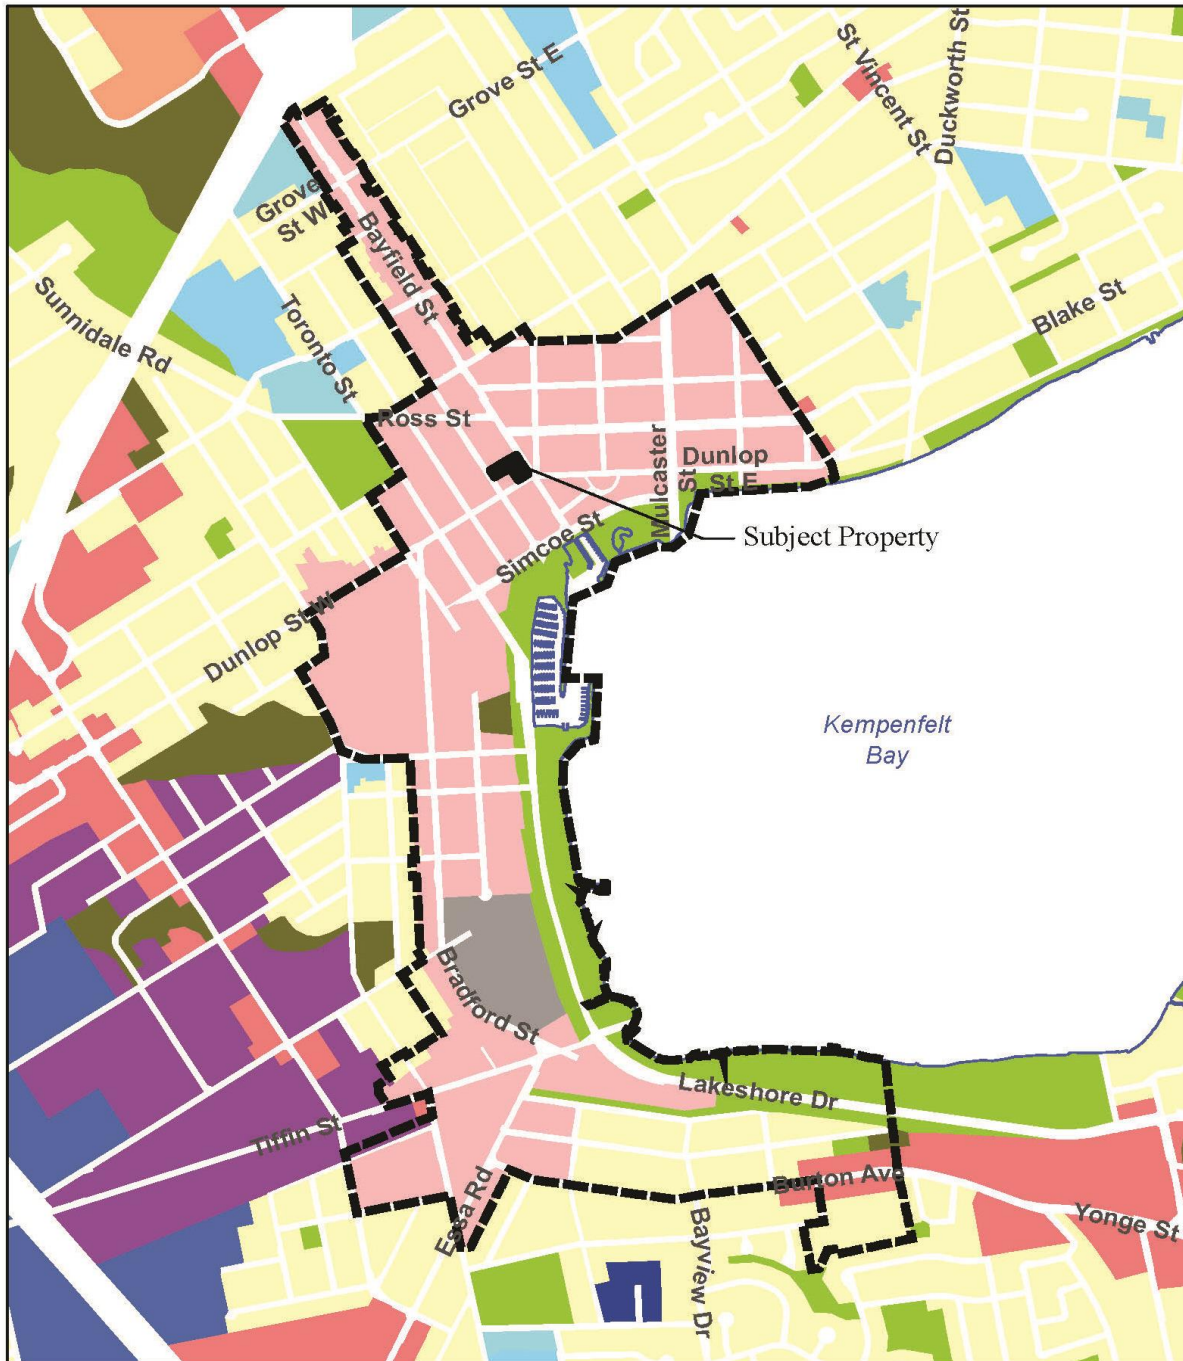 Grove St E
St Vincent St
Duckworth St
Grove
St W
Bayfield St
Sunnidale Rd
Toronto St
Blake St
Ross St
Mulcaster
St
Dunlop
St E
Simcoe St
Subject Property
Dunlop St W
Kempenfelt
Bay
Bradford St
Lakeshore Dr
Tiffin St
Essa Rd
Burton Ave
Bayview Dr
Yonge St